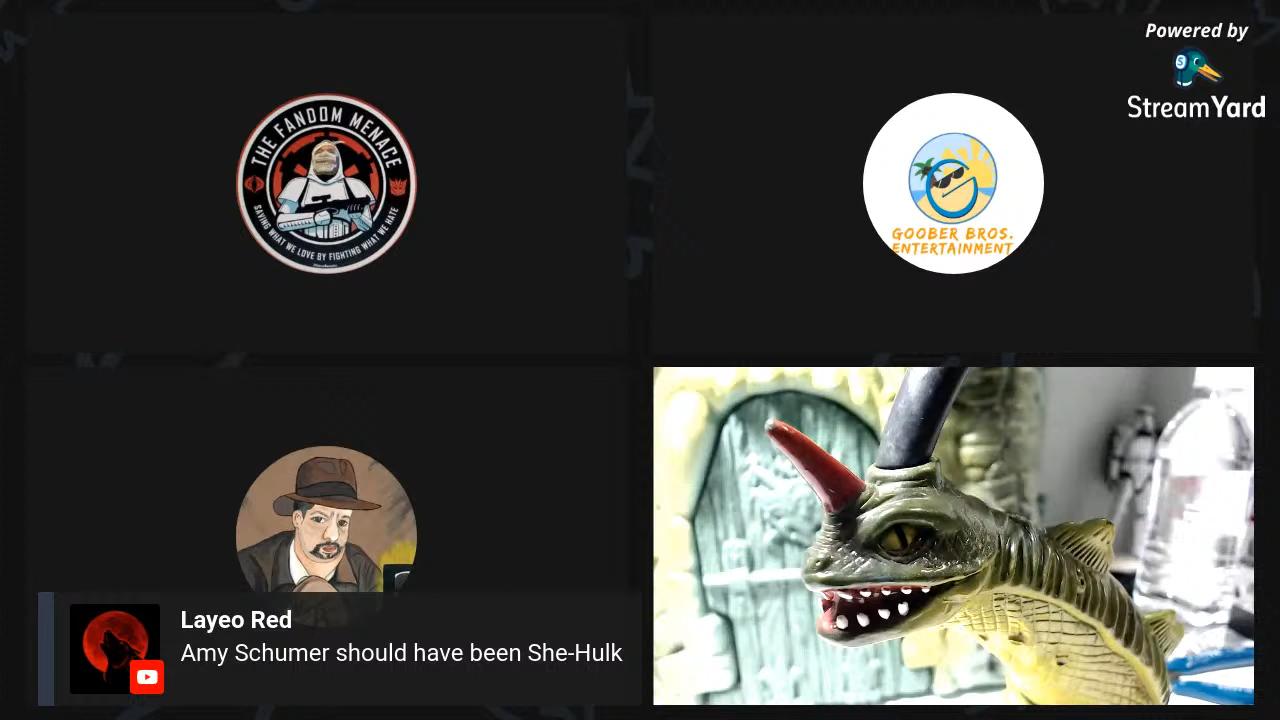 Powered by
StreamYard
THE FANDOM MENACE
SAVING WHAT WE LOVE BY FIGHTING WHAT WE HATE
GOOBER BROS.
ENTERTAINMENT
Layeo Red
Amy Schumer should have been She-Hulk